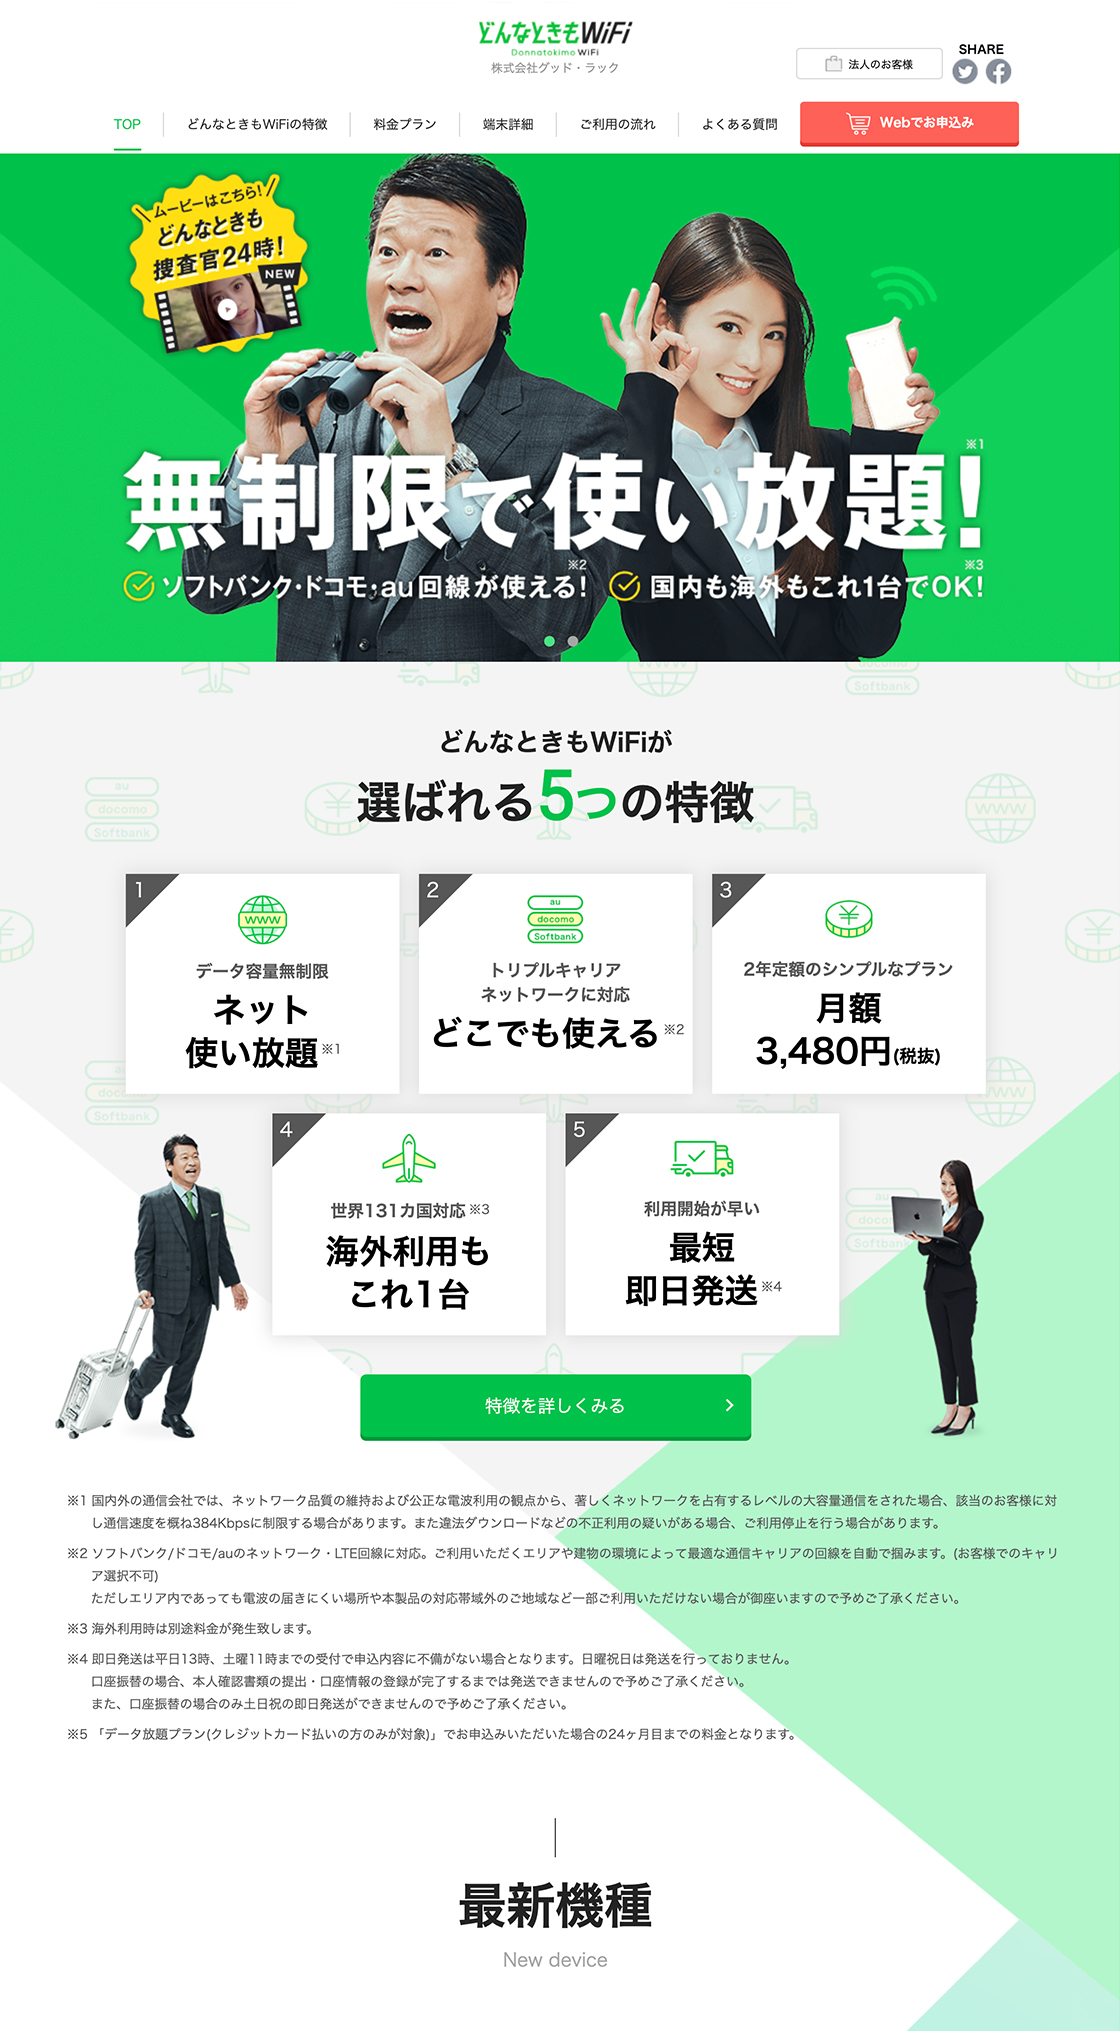 どんなときもWiFi
Donnatokimo WiFi
株式会社グッド・ラック
法人のお客様
SHARE
TOP
どんなときもWiFiの特徴
料金プラン
端末詳細
ご利用の流れ
よくある質問
Webでお申込み
ムービーはこちら!
どんなときも
捜査官24時!
NEW
※1
無制限で使い放題!
※2
※3
ソフトバンク・ドコモ・au回線が使える!
国内も海外もこれ1台でOK!
どんなときもWiFiが
選ばれる5つの特徴
1
www
データ容量無制限
ネット
使い放題※1
2
au
docomo
Softbank
トリプルキャリア
ネットワークに対応
どこでも使える※2
3
2年定額のシンプルなプラン
月額
3,480円(税抜)
4
世界131カ国対応※3
海外利用も
これ1台
5
利用開始が早い
最短
即日発送※4
特徴を詳しくみる
※1 国内外の通信会社では、ネットワーク品質の維持および公正な電波利用の観点から、著しくネットワークを占有するレベルの大容量通信をされた場合、該当のお客様に対
し通信速度を概ね384Kbpsに制限する場合があります。また違法ダウンロードなどの不正利用の疑いがある場合、ご利用停止を行う場合があります。
※2 ソフトバンク/ドコモ/auのネットワーク・LTE回線に対応。ご利用いただくエリアや建物の環境によって最適な通信キャリアの回線を自動で掴みます。(お客様でのキャリ
ア選択不可)
ただしエリア内であっても電波の届きにくい場所や本製品の対応帯域外のご地域など一部ご利用いただけない場合が御座いますので予めご了承ください。
※3 海外利用時は別途料金が発生致します。
※4 即日発送は平日13時、土曜11時までの受付で申込内容に不備がない場合となります。日曜祝日は発送を行っておりません。
口座振替の場合、本人確認書類の提出・口座情報の登録が完了するまでは発送できませんので予めご了承ください。
また、口座振替の場合のみ土日祝の即日発送ができませんので予めご了承ください。
※5 「データ放題プラン(クレジットカード払いの方のみが対象)」でお申込みいただいた場合の24ヶ月目までの料金となります。
最新機種
New device